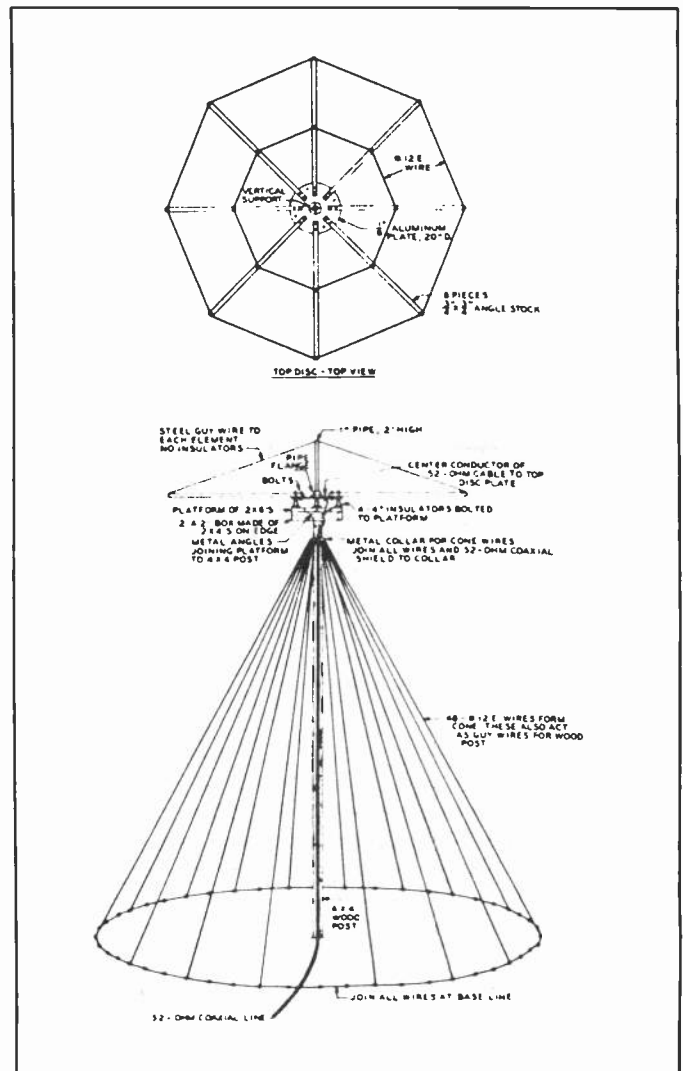 #12 E
WIRE
VERTICAL
SUPPORT
ALUMINUM
PLATE, 20" D.
8 PIECES
3/4" X 3/4" ANGLE STOCK
TOP DISC - TOP VIEW
STEEL GUY WIRE TO
EACH ELEMENT
NO INSULATORS
1" PIPE, 2' HIGH
PIPE
FLANGE
BOLTS
CENTER CONDUCTOR OF
52-OHM CABLE TO TOP
DISC PLATE
PLATFORM OF 2X6'S
2' X 2' BOX MADE OF
2X4'S ON EDGE
METAL ANGLES
JOINING PLATFORM
TO 4X4 POST
4 - 4" INSULATORS BOLTED
TO PLATFORM
METAL COLLAR FOR CONE WIRES
JOIN ALL WIRES AND 52-OHM COAXIAL
SHIELD TO COLLAR
48 - #12 E. WIRES FORM
CONE. THESE ALSO ACT
AS GUY WIRES FOR WOOD
POST
4 X 4
WOOD
POST
JOIN ALL WIRES AT BASE LINE
52-OHM COAXIAL LINE